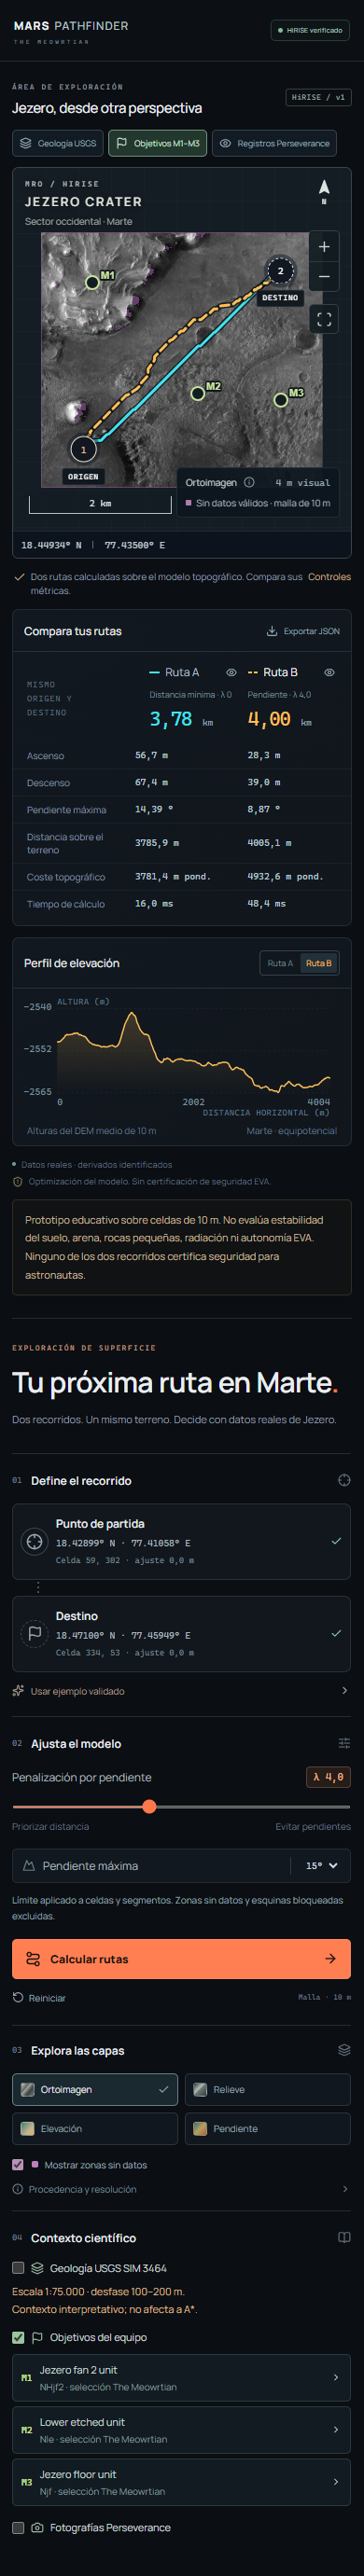 MARS PATHFINDER
THE MEOWRTIAN
HiRISE verificado
ÁREA DE EXPLORACIÓN
Jezero, desde otra perspectiva
HiRISE / v1
Geología USGS
Objetivos M1–M3
Registros Perseverance
MRO / HIRISE
JEZERO CRATER
Sector occidental · Marte
N
M1
2
DESTINO
M2
M3
1
ORIGEN
2 km
Ortoimagen 4 m visual
Sin datos válidos · malla de 10 m
18.44934° N | 77.43500° E
Dos rutas calculadas sobre el modelo topográfico. Compara sus métricas.
Controles
Compara tus rutas
Exportar JSON
MISMO
ORIGEN Y
DESTINO
Ruta A
Distancia mínima · λ 0
3,78 km
Ruta B
Pendiente · λ 4,0
4,00 km
Ascenso 56,7 m 28,3 m
Descenso 67,4 m 39,0 m
Pendiente máxima 14,39 ° 8,87 °
Distancia sobre el terreno 3785,9 m 4005,1 m
Coste topográfico 3781,4 m pond. 4932,6 m pond.
Tiempo de cálculo 16,0 ms 48,4 ms
Perfil de elevación
Ruta A
Ruta B
ALTURA (m)
−2540
−2552
−2565
0 2002 4004
DISTANCIA HORIZONTAL (m)
Alturas del DEM medio de 10 m
Marte · equipotencial
Datos reales · derivados identificados
Optimización del modelo. Sin certificación de seguridad EVA.
Prototipo educativo sobre celdas de 10 m. No evalúa estabilidad
del suelo, arena, rocas pequeñas, radiación ni autonomía EVA.
Ninguno de los dos recorridos certifica seguridad para
astronautas.
EXPLORACIÓN DE SUPERFICIE
Tu próxima ruta en Marte.
Dos recorridos. Un mismo terreno. Decide con datos reales de Jezero.
01 Define el recorrido
Punto de partida
18.42899° N · 77.41058° E
Celda 59, 302 · ajuste 0,0 m
Destino
18.47100° N · 77.45949° E
Celda 334, 53 · ajuste 0,0 m
Usar ejemplo validado
02 Ajusta el modelo
Penalización por pendiente
λ 4,0
Priorizar distancia
Evitar pendientes
Pendiente máxima
15°
Límite aplicado a celdas y segmentos. Zonas sin datos y esquinas bloqueadas
excluidas.
Calcular rutas
Reiniciar
Malla · 10 m
03 Explora las capas
Ortoimagen
Relieve
Elevación
Pendiente
Mostrar zonas sin datos
Procedencia y resolución
04 Contexto científico
Geología USGS SIM 3464
Escala 1:75.000 · desfase 100–200 m.
Contexto interpretativo; no afecta a A*.
Objetivos del equipo
M1 Jezero fan 2 unit
NHjf2 · selección The Meowrtian
M2 Lower etched unit
Nle · selección The Meowrtian
M3 Jezero floor unit
Njf · selección The Meowrtian
Fotografías Perseverance